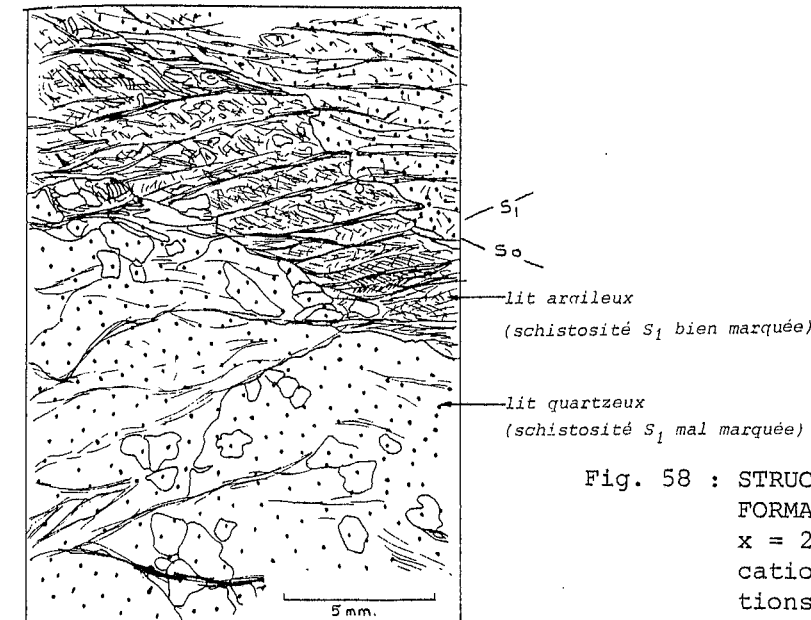 S1
So
lit argileux
(schistosité S1 bien marquée)
lit quartzeux
(schistosité S1 mal marquée)
Fig. 58 : STRUC
FORMA
x = 2
cation
tions
5 mm.